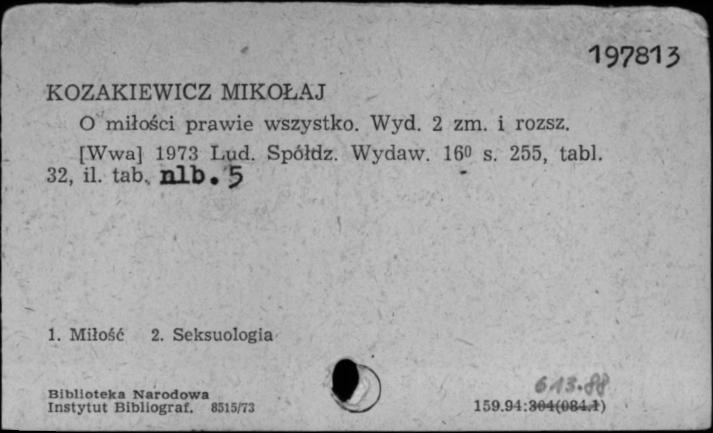 197813
KOZAKIEWICZ MIKOŁAJ
O miłości prawie wszystko. Wyd. 2 zm. i rozsz.
[Wwa] 1973 Lud. Spółdz. Wydaw. 16⁰ s. 255, tabl.
32, il. tab., nlb. 5
1. Miłość 2. Seksuologia
613.88
Biblioteka Narodowa
Instytut Bibliograf. 8515/73
159.94:304(084.1)